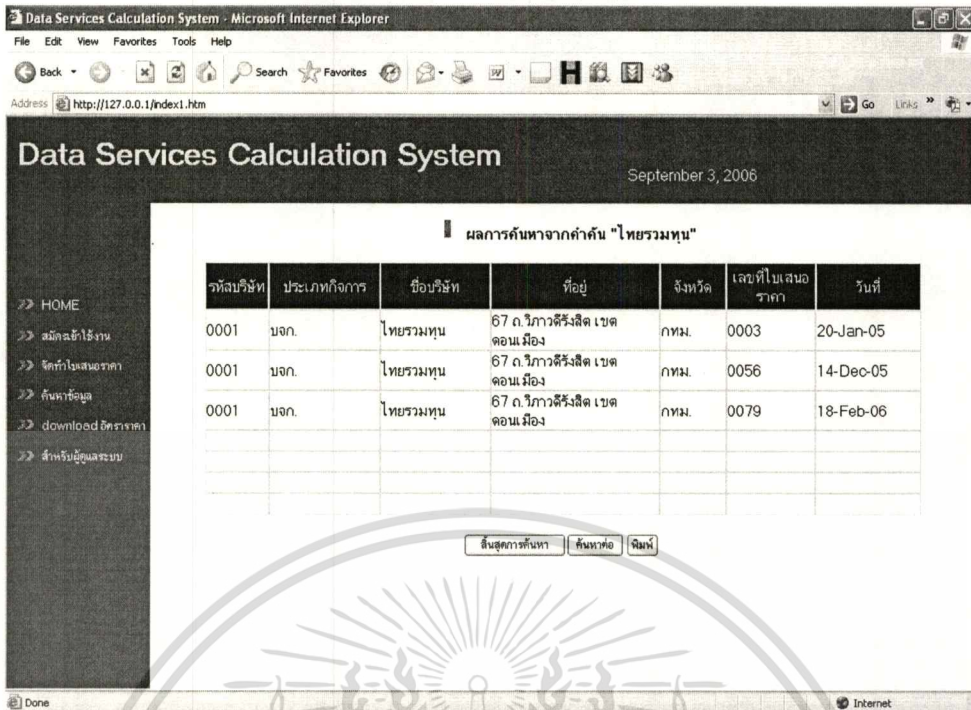 Data Services Calculation System - Microsoft Internet Explorer
File Edit View Favorites Tools Help
Back Search Favorites
Address http://127.0.0.1/index1.htm Go Links »
Data Services Calculation System
September 3, 2006
HOME
สมัครเข้าใช้งาน
จัดทำใบเสนอราคา
ค้นหาข้อมูล
download อัตราราคา
สำหรับผู้ดูแลระบบ
ผลการค้นหาจากคำค้น "ไทยรวมทุน"
รหัสบริษัท ประเภทกิจการ ชื่อบริษัท ที่อยู่ จังหวัด เลขที่ใบเสนอราคา วันที่
0001 บจก. ไทยรวมทุน 67 ถ.วิภาวดีรังสิต เขตดอนเมือง กทม. 0003 20-Jan-05
0001 บจก. ไทยรวมทุน 67 ถ.วิภาวดีรังสิต เขตดอนเมือง กทม. 0056 14-Dec-05
0001 บจก. ไทยรวมทุน 67 ถ.วิภาวดีรังสิต เขตดอนเมือง กทม. 0079 18-Feb-06
สิ้นสุดการค้นหา ค้นหาต่อ พิมพ์
Done Internet